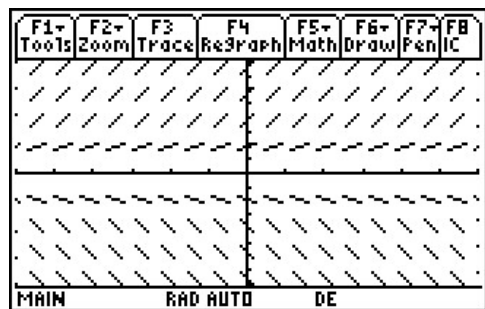 F1 F2 F3 F4 F5 F6 F7 F8
Tools Zoom Trace ReGraph Math Draw Pen IC
MAIN RAD AUTO DE